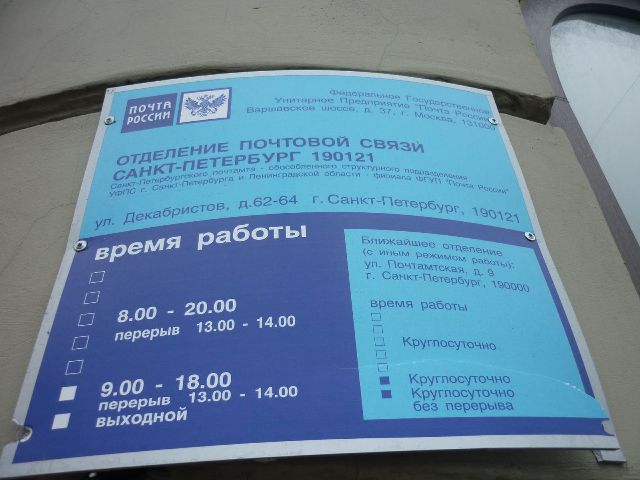 ПОЧТА
РОССИИ
Федеральное Государственное
Унитарное Предприятие "Почта России"
Варшавское шоссе, д. 37, г. Москва, 131000
ОТДЕЛЕНИЕ ПОЧТОВОЙ СВЯЗИ
САНКТ-ПЕТЕРБУРГ 190121
Санкт-Петербургского почтамта - обособленного структурного подразделения
УФПС г. Санкт-Петербурга и Ленинградской области - филиала ФГУП "Почта России"
ул. Декабристов, д.62-64 г. Санкт-Петербург, 190121
время работы
8.00 - 20.00
перерыв 13.00 - 14.00
9.00 - 18.00
перерыв 13.00 - 14.00
выходной
Ближайшее отделение
(с иным режимом работы):
ул. Почтамтская, д. 9
г. Санкт-Петербург, 190000
время работы
Круглосуточно
Круглосуточно
Круглосуточно
без перерыва